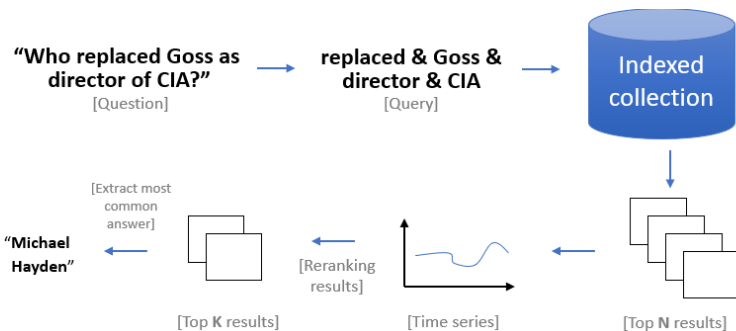 “Who replaced Goss as
director of CIA?”
[Question]
replaced & Goss &
director & CIA
[Query]
Indexed
collection
[Extract most
common
answer]
“Michael
Hayden”
[Top K results]
[Reranking
results]
[Time series]
[Top N results]